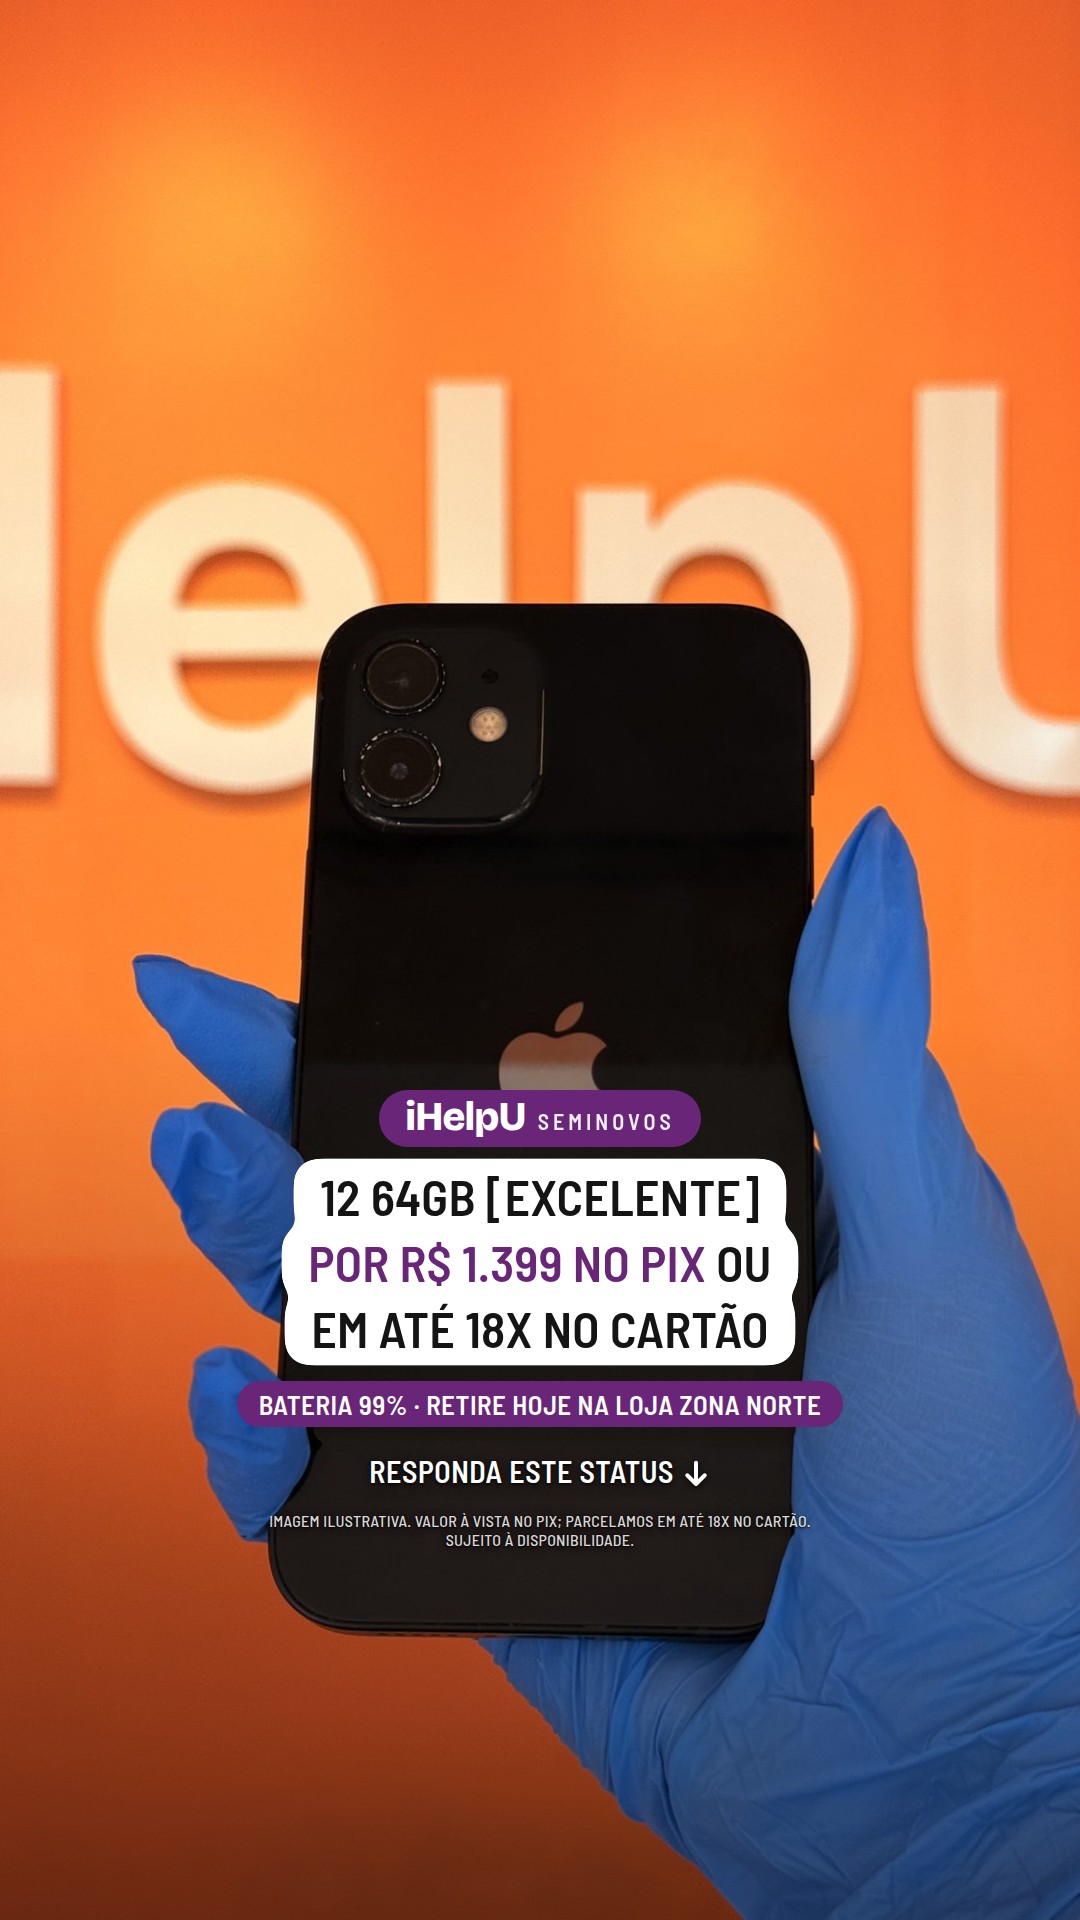 HelpU
iHelpU SEMINOVOS
12 64GB [EXCELENTE]
POR R$ 1.399 NO PIX OU
EM ATÉ 18X NO CARTÃO
BATERIA 99% · RETIRE HOJE NA LOJA ZONA NORTE
RESPONDA ESTE STATUS ↓
IMAGEM ILUSTRATIVA. VALOR À VISTA NO PIX; PARCELAMOS EM ATÉ 18X NO CARTÃO.
SUJEITO À DISPONIBILIDADE.